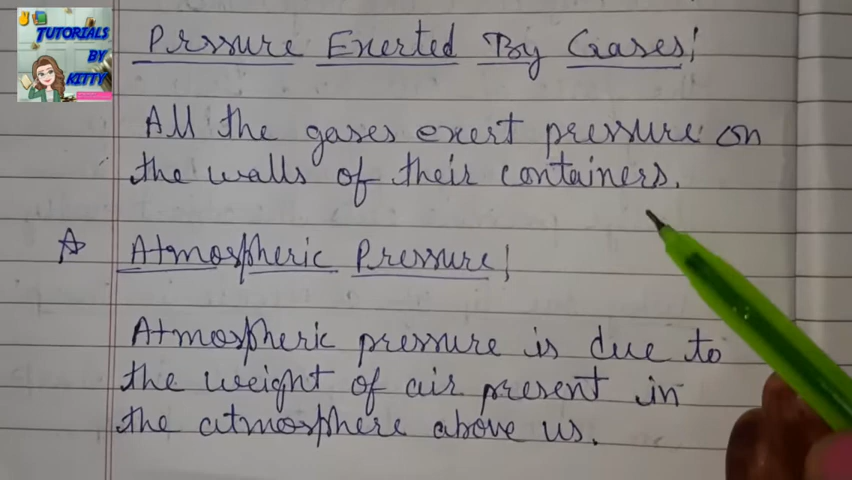 TUTORIALS
BY
KITTY
Prssure Exerted By Gases!
All the gases exert pressure on
the walls of their containers.
☆ Atmospheric Pressure!
Atmospheric pressure is due to
the weight of air present in
the atmosphere above us.